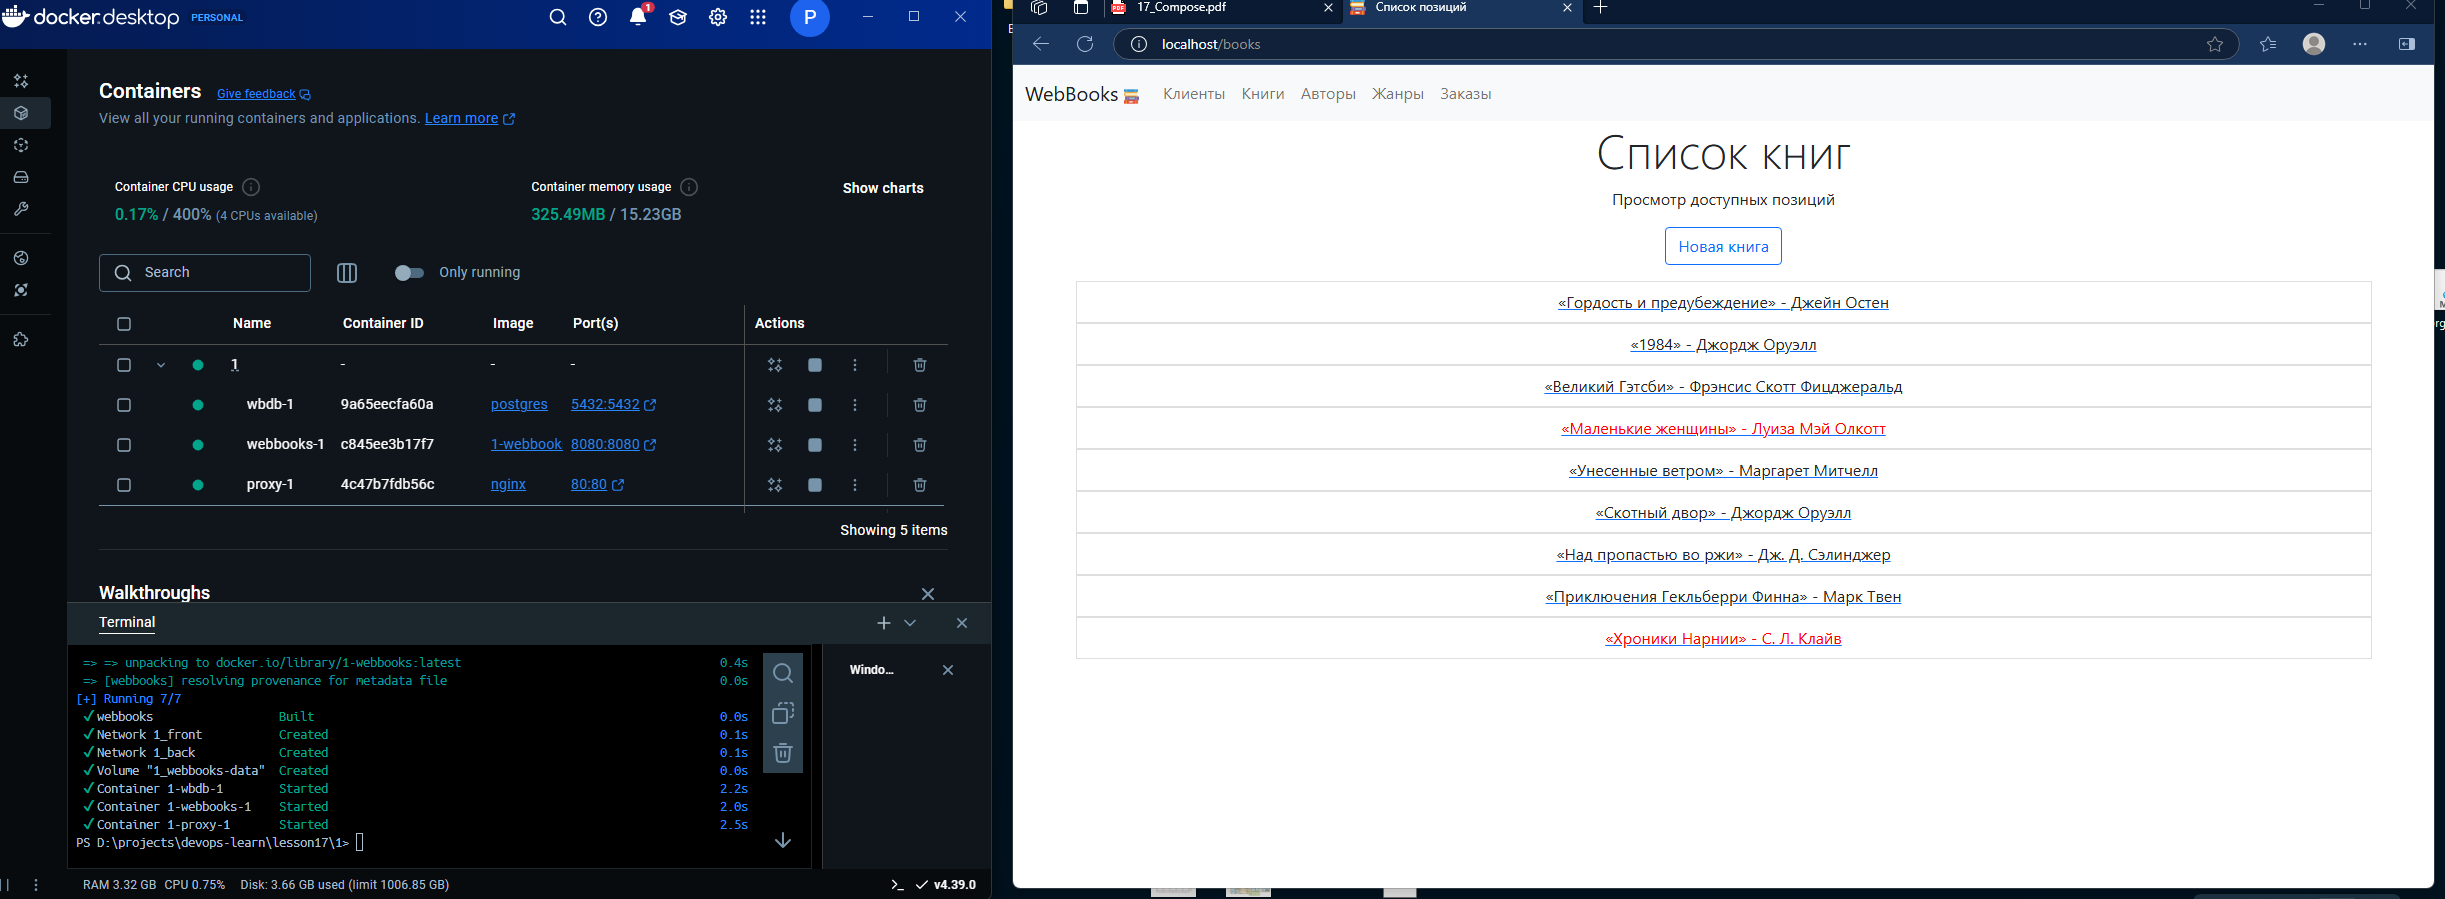 docker.desktop PERSONAL
1
P
Containers Give feedback
View all your running containers and applications. Learn more
Container CPU usage
0.17% / 400% (4 CPUs available)
Container memory usage
325.49MB / 15.23GB
Show charts
Search
Only running
Name Container ID Image Port(s) Actions
1 - - -
wbdb-1 9a65eecfa60a postgres 5432:5432
webbooks-1 c845ee3b17f7 1-webbook 8080:8080
proxy-1 4c47b7fdb56c nginx 80:80
Showing 5 items
Walkthroughs
Terminal
=> => unpacking to docker.io/library/1-webbooks:latest 0.4s
=> [webbooks] resolving provenance for metadata file 0.0s
[+] Running 7/7
✓ webbooks Built 0.0s
✓ Network 1_front Created 0.1s
✓ Network 1_back Created 0.1s
✓ Volume "1_webbooks-data" Created 0.0s
✓ Container 1-wbdb-1 Started 2.2s
✓ Container 1-webbooks-1 Started 2.0s
✓ Container 1-proxy-1 Started 2.5s
PS D:\projects\devops-learn\lesson17\1>
Windo...
RAM 3.32 GB CPU 0.75% Disk: 3.66 GB used (limit 1006.85 GB)
v4.39.0
17_Compose.pdf
Список позиций
localhost/books
WebBooks Клиенты Книги Авторы Жанры Заказы
Список книг
Просмотр доступных позиций
Новая книга
«Гордость и предубеждение» - Джейн Остен
«1984» - Джордж Оруэлл
«Великий Гэтсби» - Фрэнсис Скотт Фицджеральд
«Маленькие женщины» - Луиза Мэй Олкотт
«Унесенные ветром» - Маргарет Митчелл
«Скотный двор» - Джордж Оруэлл
«Над пропастью во ржи» - Дж. Д. Сэлинджер
«Приключения Гекльберри Финна» - Марк Твен
«Хроники Нарнии» - С. Л. Клайв